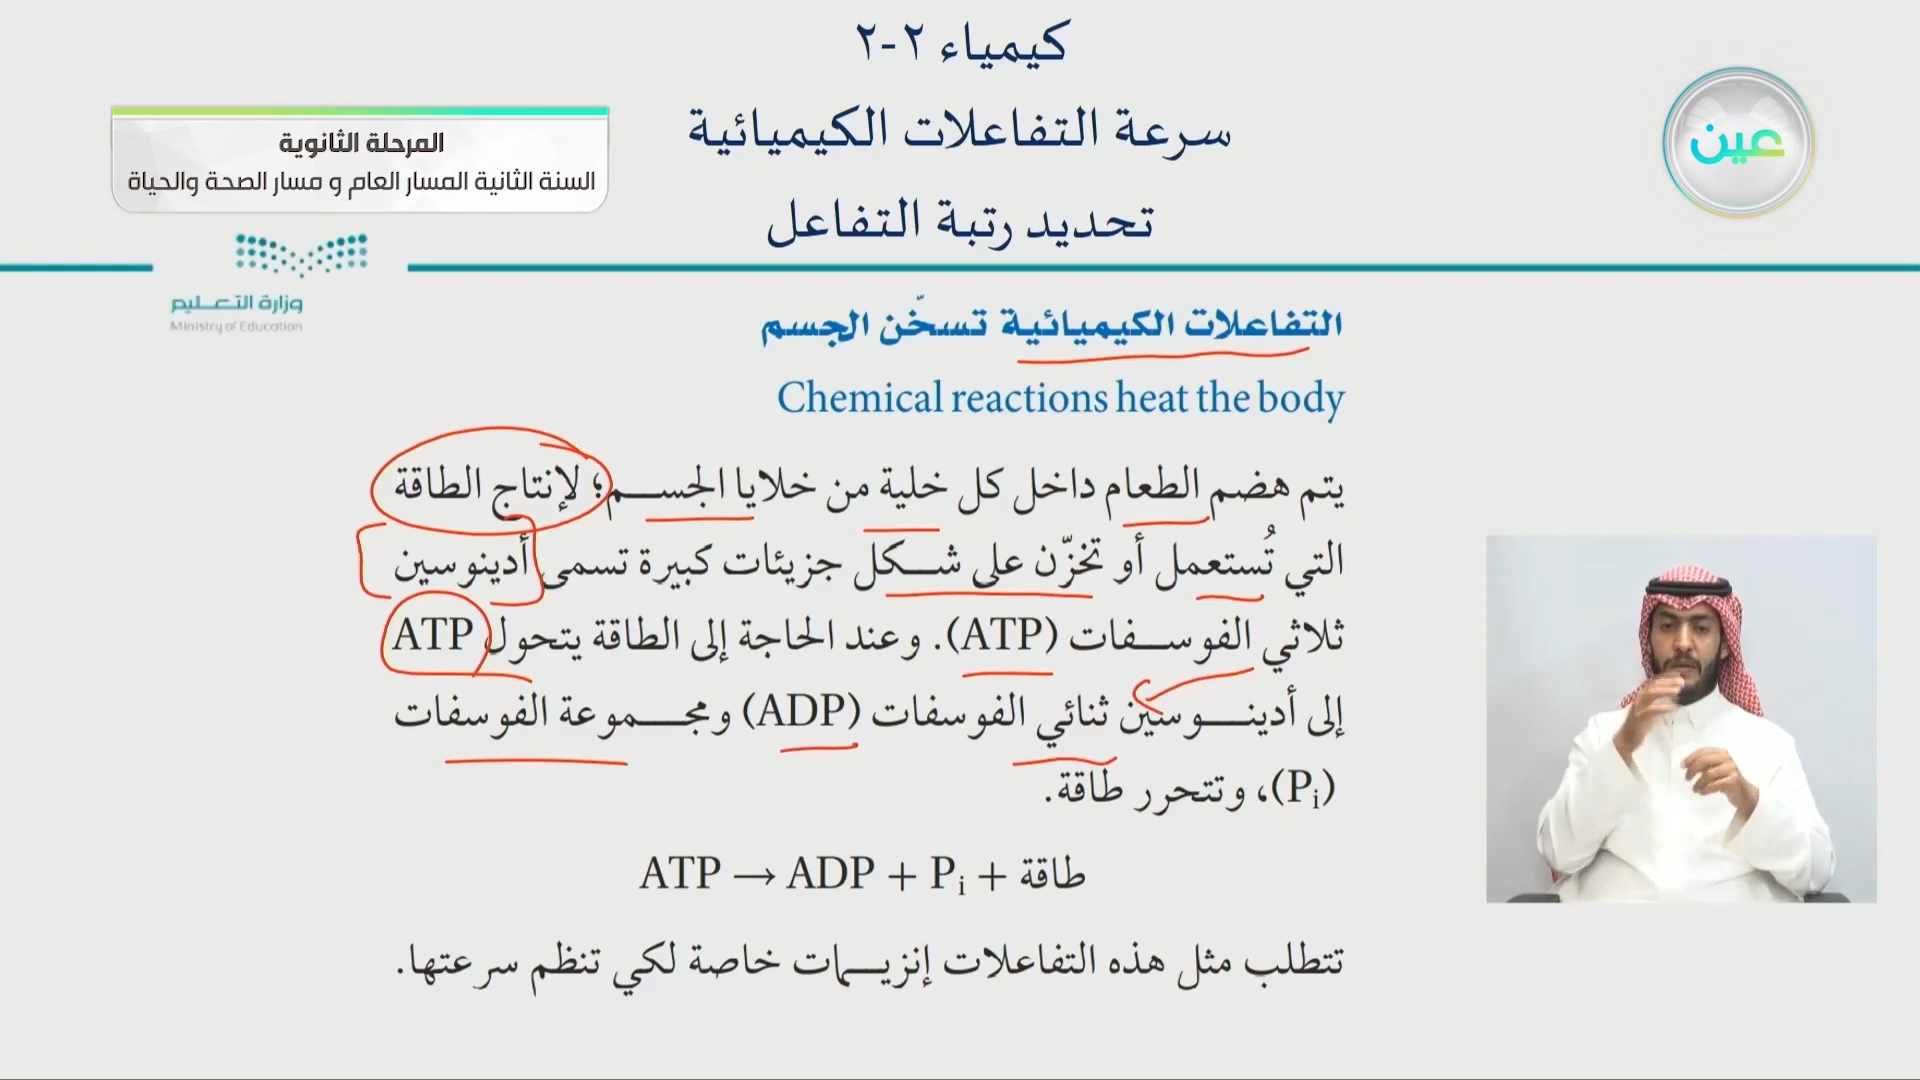 كيمياء ٢-٢
سرعة التفاعلات الكيميائية
تحديد رتبة التفاعل
عين
المرحلة الثانوية
السنة الثانية المسار العام و مسار الصحة والحياة
وزارة التعليم
Ministry of Education
التفاعلات الكيميائية تسخّن الجسم
Chemical reactions heat the body
يتم هضم الطعام داخل كل خلية من خلايا الجسم؛ لإنتاج الطاقة
التي تُستعمل أو تخزّن على شكل جزيئات كبيرة تسمى أدينوسين
ثلاثي الفوسفات (ATP). وعند الحاجة إلى الطاقة يتحول ATP
إلى أدينوسين ثنائي الفوسفات (ADP) ومجموعة الفوسفات
(Pᵢ)، وتتحرر طاقة.
ATP → ADP + Pᵢ + طاقة
تتطلب مثل هذه التفاعلات إنزيمات خاصة لكي تنظم سرعتها.